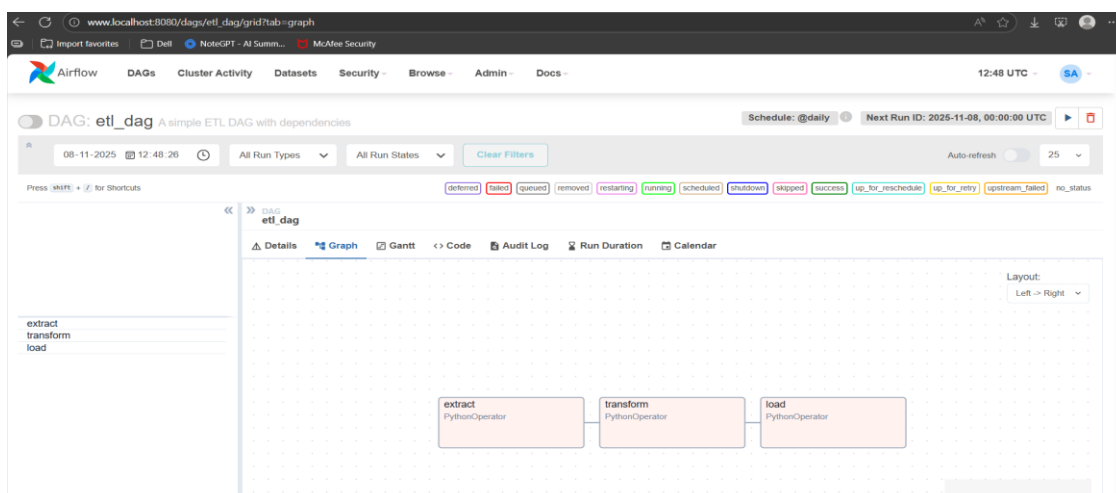 www.localhost:8080/dags/etl_dag/grid?tab=graph
Import favorites Dell NoteGPT - AI Summ... McAfee Security
Airflow DAGs Cluster Activity Datasets Security Browse Admin Docs 12:48 UTC SA
DAG: etl_dag A simple ETL DAG with dependencies Schedule: @daily Next Run ID: 2025-11-08, 00:00:00 UTC
08-11-2025 12:48:26 All Run Types All Run States Clear Filters Auto-refresh 25
Press shift + / for Shortcuts deferred failed queued removed restarting running scheduled shutdown skipped success up_for_reschedule up_for_retry upstream_failed no_status
DAG
etl_dag
Details Graph Gantt <> Code Audit Log Run Duration Calendar
Layout:
Left -> Right
extract
transform
load
extract transform load
PythonOperator PythonOperator PythonOperator